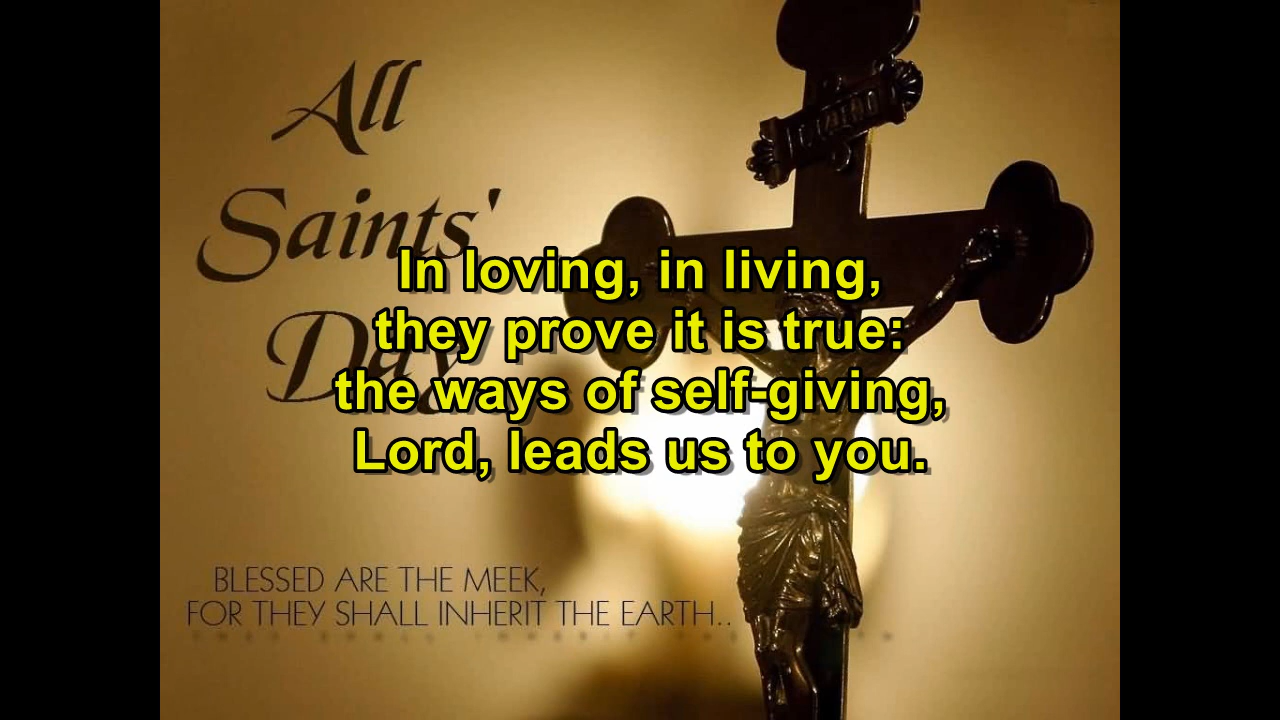 All
Saints'
Day
In loving, in living,
they prove it is true:
the ways of self-giving,
Lord, leads us to you.
BLESSED ARE THE MEEK,
FOR THEY SHALL INHERIT THE EARTH..